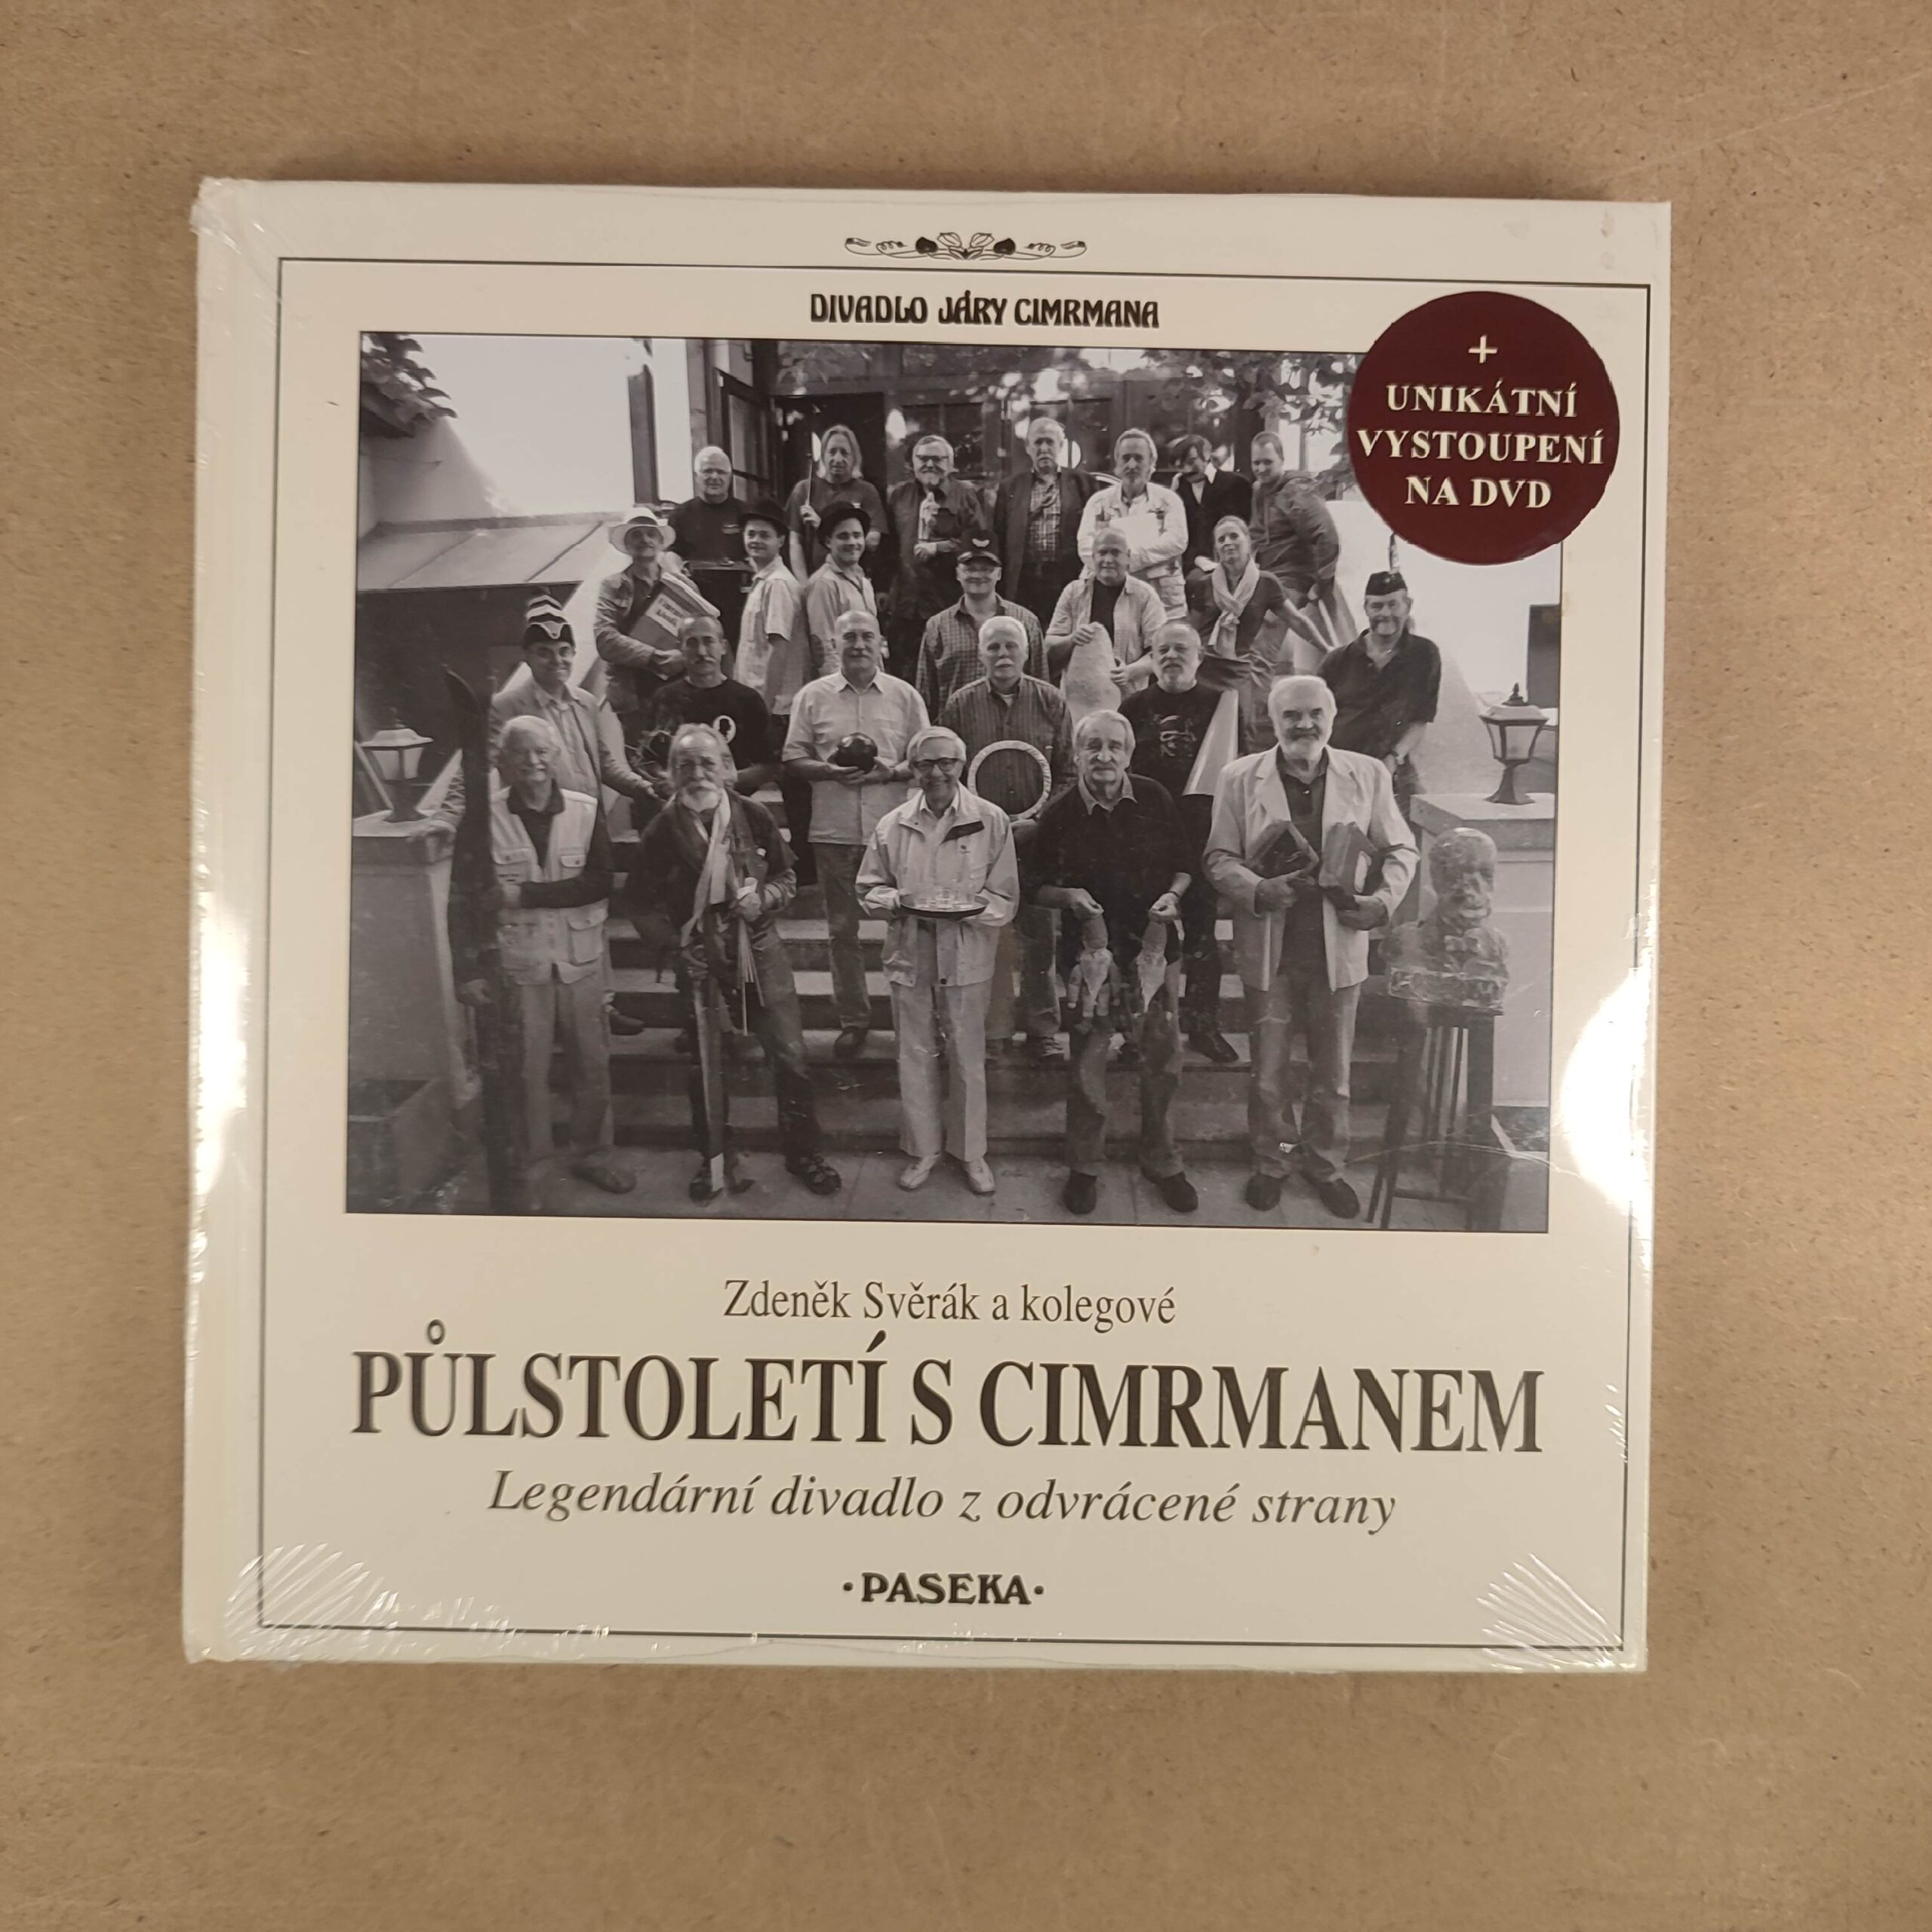 DIVADLO JÁRY CIMRMANA
+
UNIKÁTNÍ
VYSTOUPENÍ
NA DVD
Zdeněk Svěrák a kolegové
PŮLSTOLETÍ S CIMRMANEM
Legendární divadlo z odvrácené strany
·PASEKA·